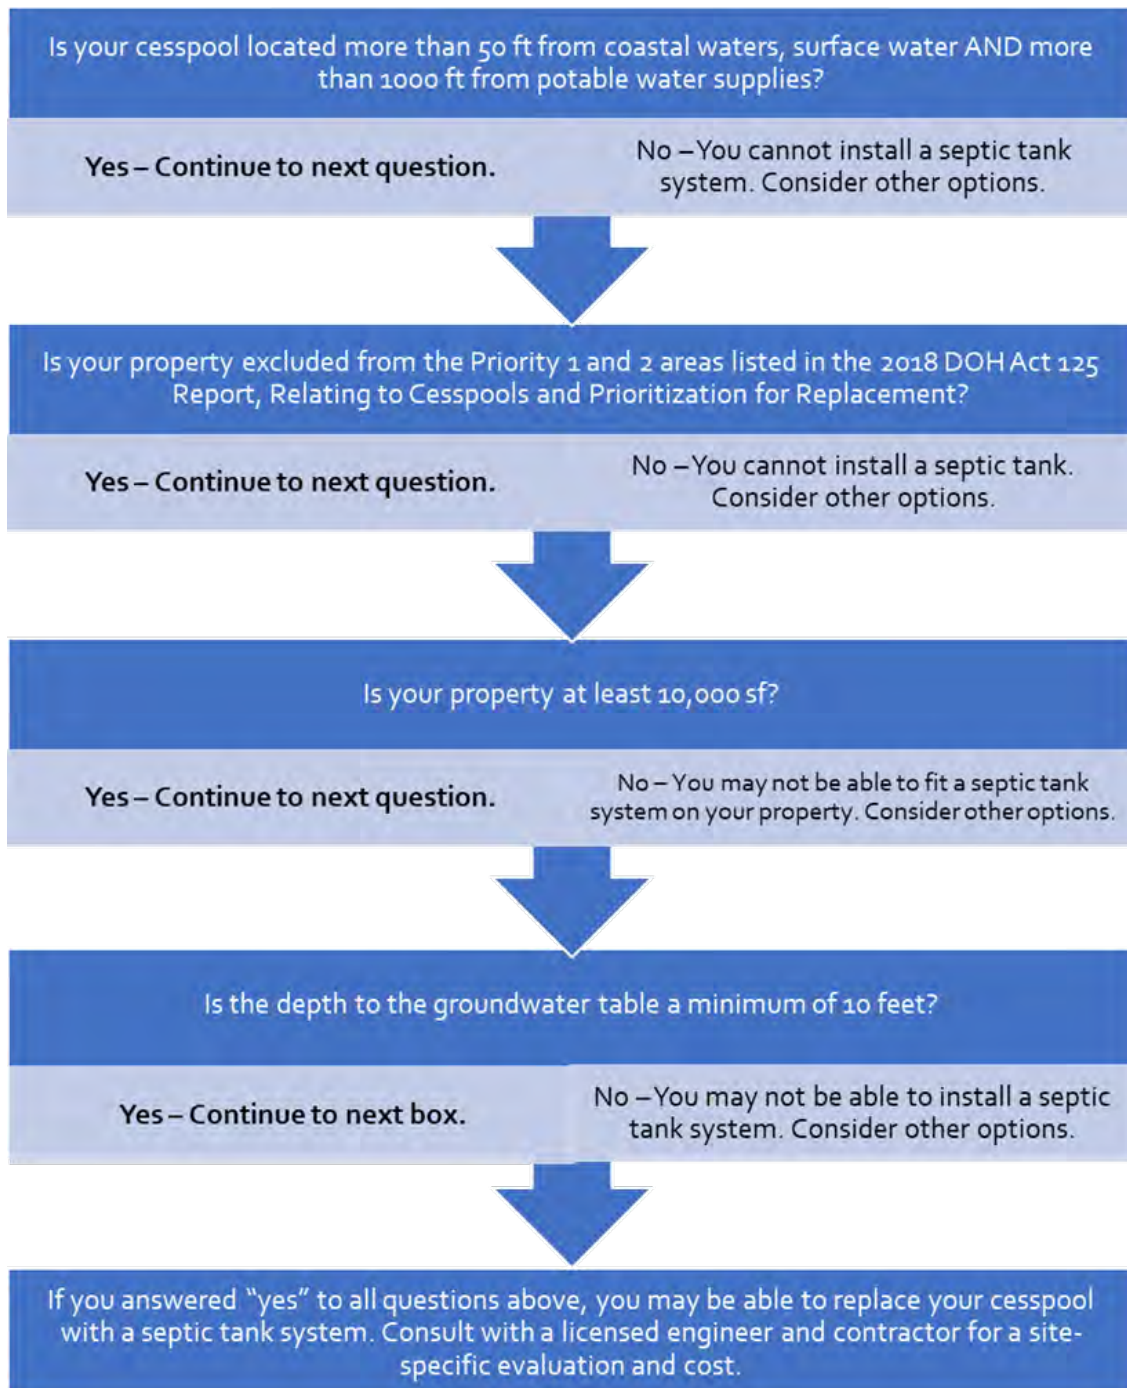 Is your cesspool located more than 50 ft from coastal waters, surface water AND more
than 1000 ft from potable water supplies?
Yes – Continue to next question.
No – You cannot install a septic tank
system. Consider other options.
Is your property excluded from the Priority 1 and 2 areas listed in the 2018 DOH Act 125
Report, Relating to Cesspools and Prioritization for Replacement?
Yes – Continue to next question.
No – You cannot install a septic tank.
Consider other options.
Is your property at least 10,000 sf?
Yes – Continue to next question.
No – You may not be able to fit a septic tank
system on your property. Consider other options.
Is the depth to the groundwater table a minimum of 10 feet?
Yes – Continue to next box.
No – You may not be able to install a septic
tank system. Consider other options.
If you answered “yes” to all questions above, you may be able to replace your cesspool
with a septic tank system. Consult with a licensed engineer and contractor for a site-
specific evaluation and cost.